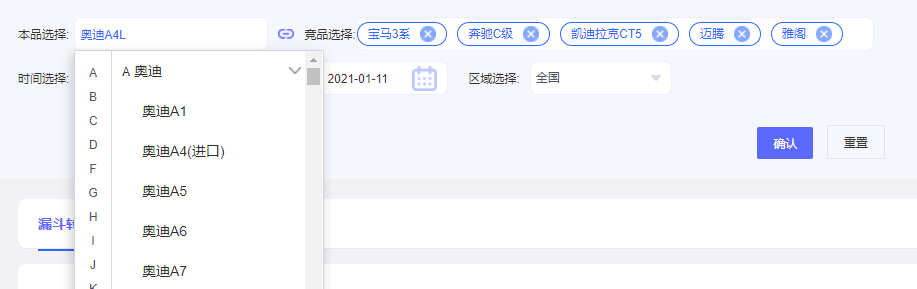 本品选择: 奥迪A4L 竞品选择: 宝马3系 奔驰C级 凯迪拉克CT5 迈腾 雅阁
时间选择: 2021-01-11 区域选择: 全国
确认 重置
A 奥迪
奥迪A1
奥迪A4(进口)
奥迪A5
奥迪A6
奥迪A7
A
B
C
D
F
G
H
I
J
K
漏斗